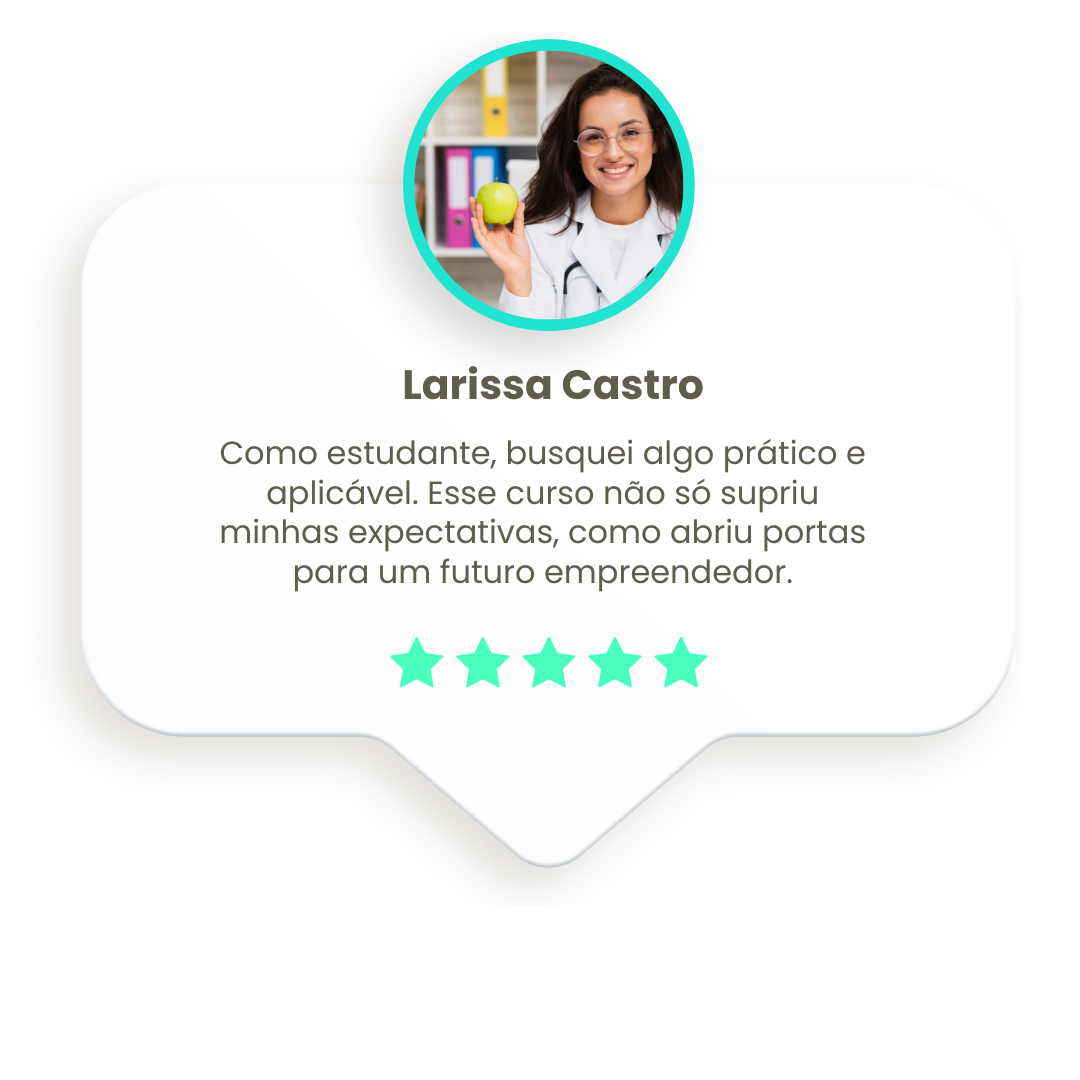 Larissa Castro
Como estudante, busquei algo prático e
aplicável. Esse curso não só supriu
minhas expectativas, como abriu portas
para um futuro empreendedor.